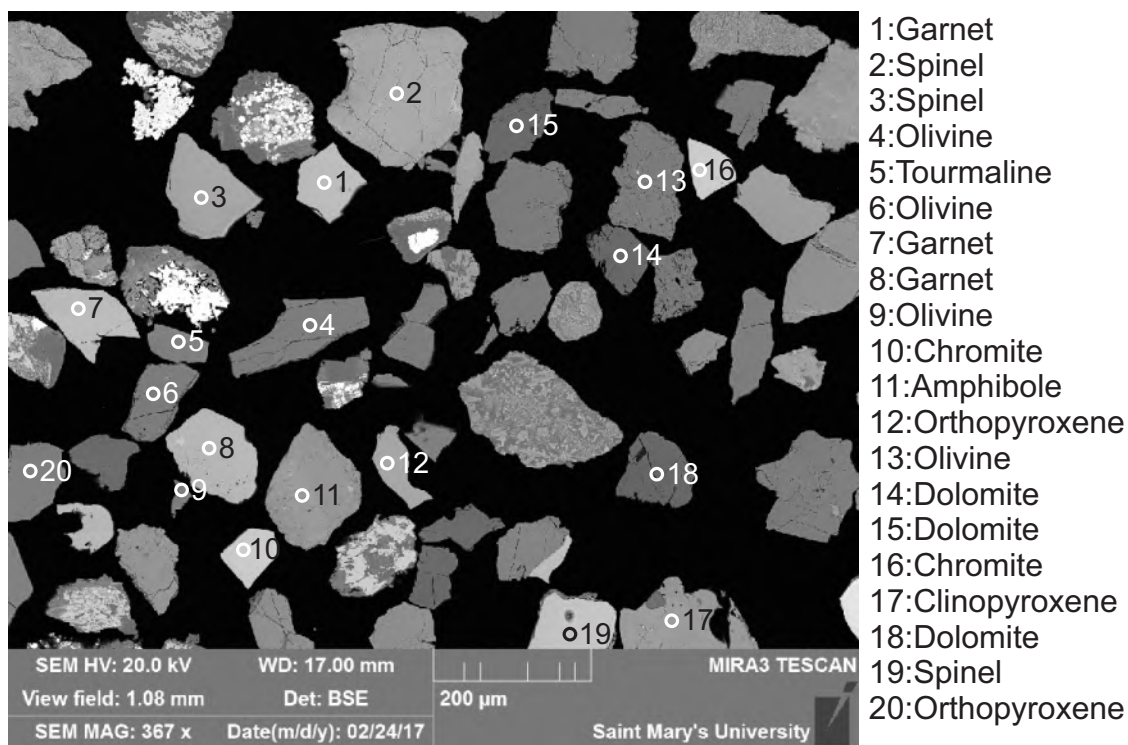 2
15
16
13
1
3
14
7
4
5
6
8
12
20
18
9
11
10
17
19
1:Garnet
2:Spinel
3:Spinel
4:Olivine
5:Tourmaline
6:Olivine
7:Garnet
8:Garnet
9:Olivine
10:Chromite
11:Amphibole
12:Orthopyroxene
13:Olivine
14:Dolomite
15:Dolomite
16:Chromite
17:Clinopyroxene
18:Dolomite
19:Spinel
20:Orthopyroxene
SEM HV: 20.0 kV WD: 17.00 mm MIRA3 TESCAN
View field: 1.08 mm Det: BSE 200 µm
SEM MAG: 367 x Date(m/d/y): 02/24/17 Saint Mary's University